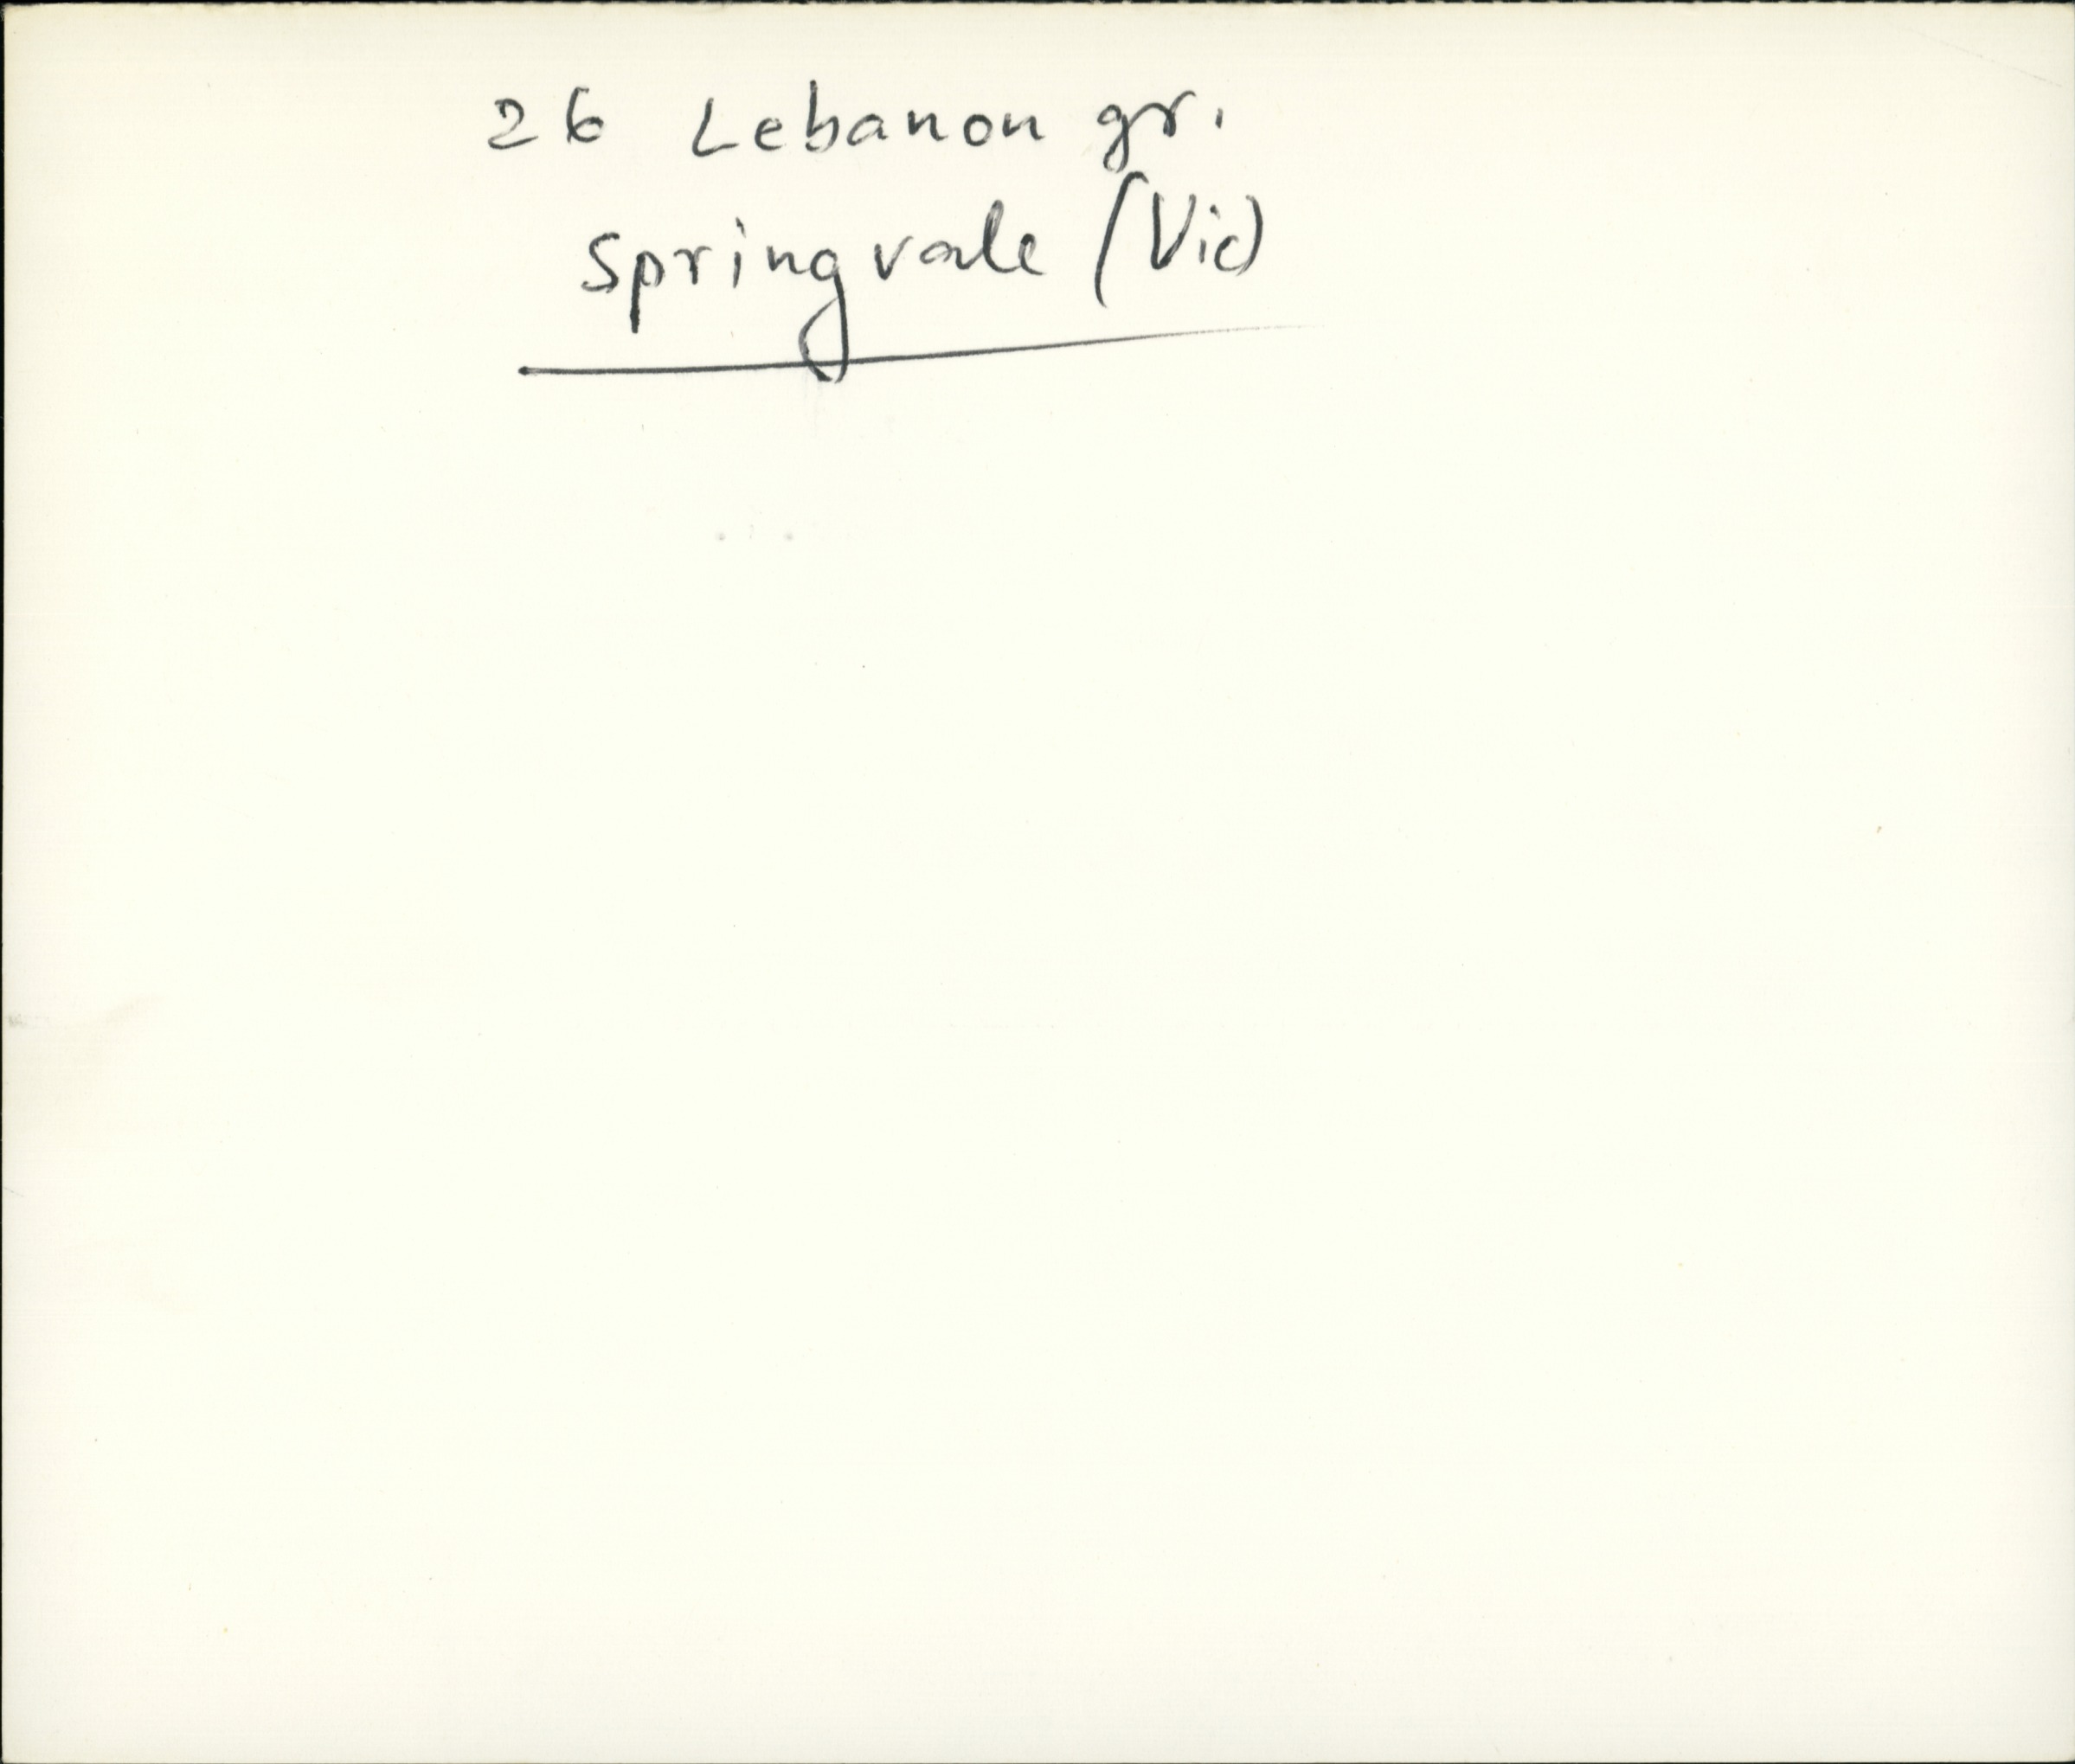 26 Lebanon gr.
Springvale (Vic)